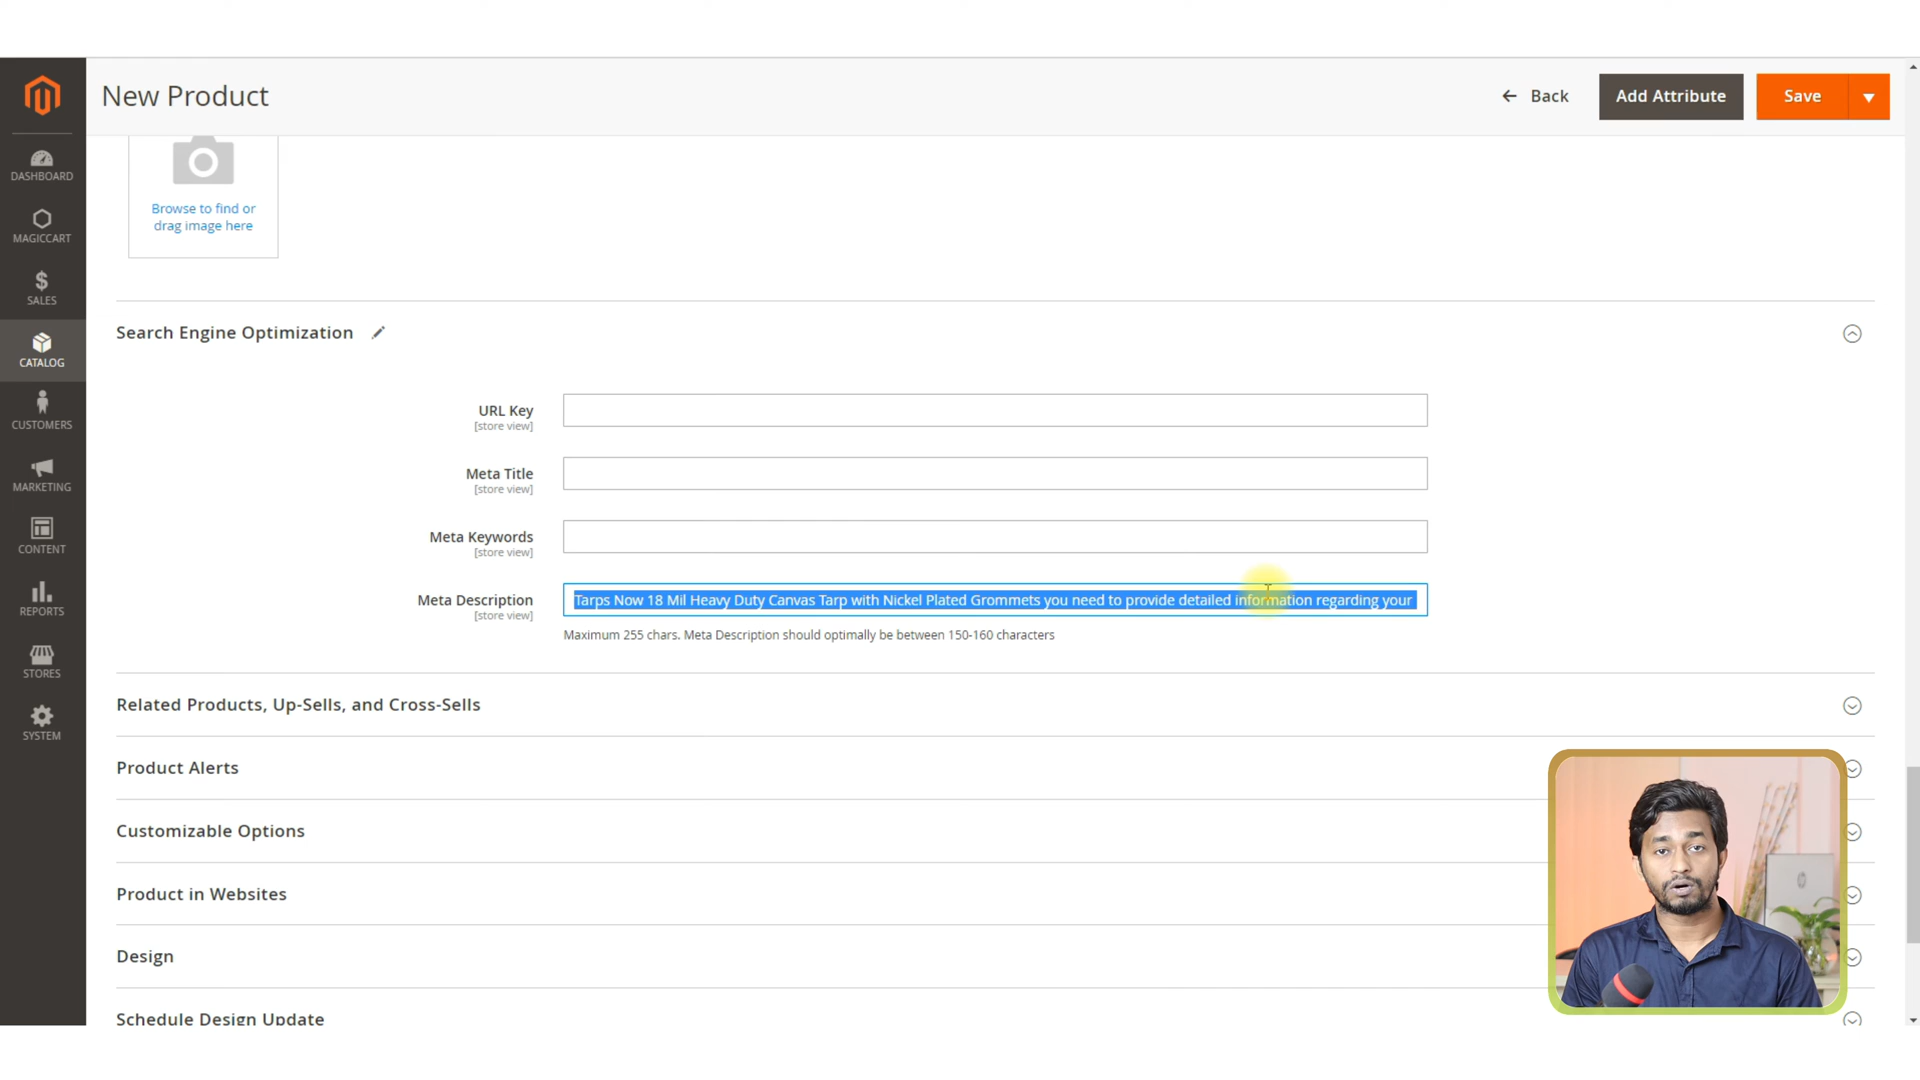 New Product
Back
Add Attribute
Save
DASHBOARD
MAGICCART
SALES
CATALOG
CUSTOMERS
MARKETING
CONTENT
REPORTS
STORES
SYSTEM
Browse to find or
drag image here
Search Engine Optimization
URL Key
[store view]
Meta Title
[store view]
Meta Keywords
[store view]
Meta Description
[store view]
Tarps Now 18 Mil Heavy Duty Canvas Tarp with Nickel Plated Grommets you need to provide detailed information regarding your
Maximum 255 chars. Meta Description should optimally be between 150-160 characters
Related Products, Up-Sells, and Cross-Sells
Product Alerts
Customizable Options
Product in Websites
Design
Schedule Design Update